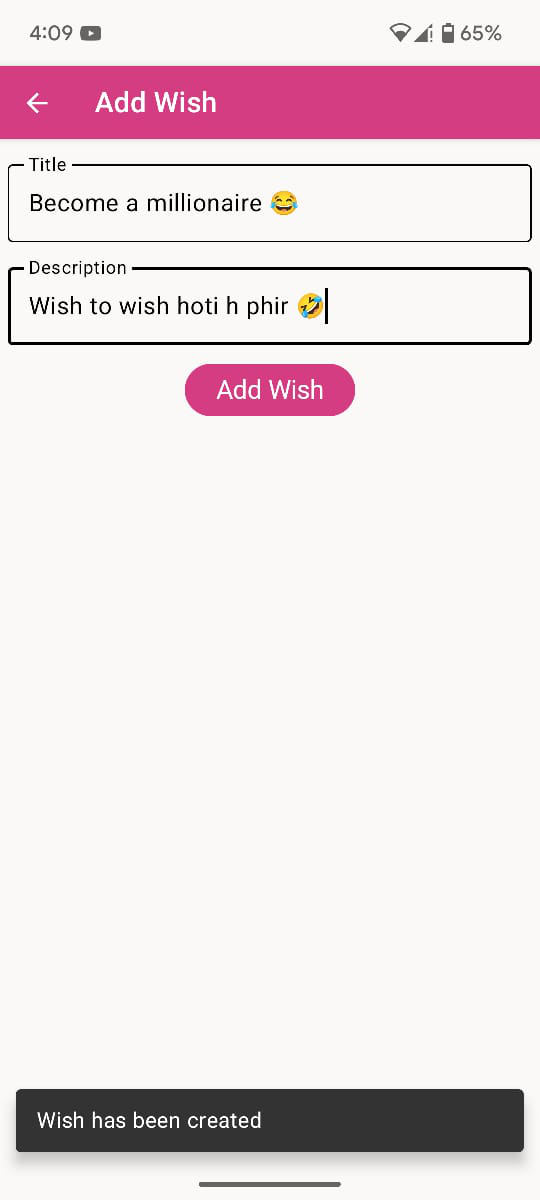 4:09 65%
Add Wish
Title
Become a millionaire 😂
Description
Wish to wish hoti h phir 🤣
Add Wish
Wish has been created